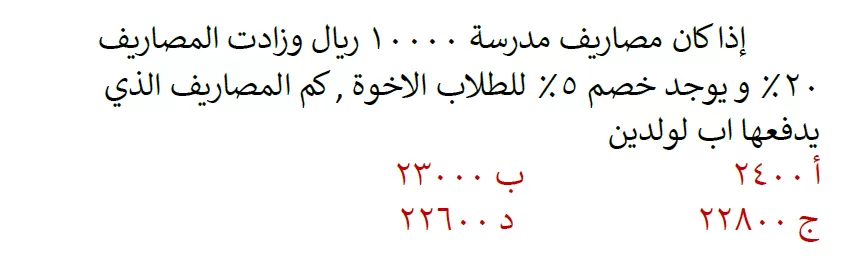 إذا كان مصاريف مدرسة ١٠٠٠٠ ريال وزادت المصاريف
٢٠٪ و يوجد خصم ٥٪ للطلاب الاخوة , كم المصاريف الذي
يدفعها اب لولدين
أ ٢٤٠٠ ب ٢٣٠٠٠
ج ٢٢٨٠٠ د ٢٢٦٠٠